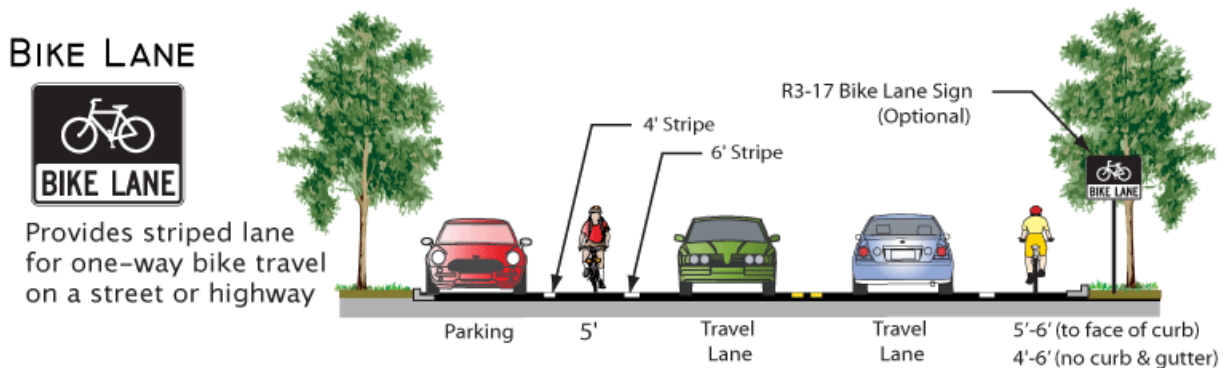 BIKE LANE
BIKE LANE
Provides striped lane
for one-way bike travel
on a street or highway
4' Stripe
6' Stripe
R3-17 Bike Lane Sign
(Optional)
BIKE LANE
Parking
5'
Travel
Lane
Travel
Lane
5'-6' (to face of curb)
4'-6' (no curb & gutter)